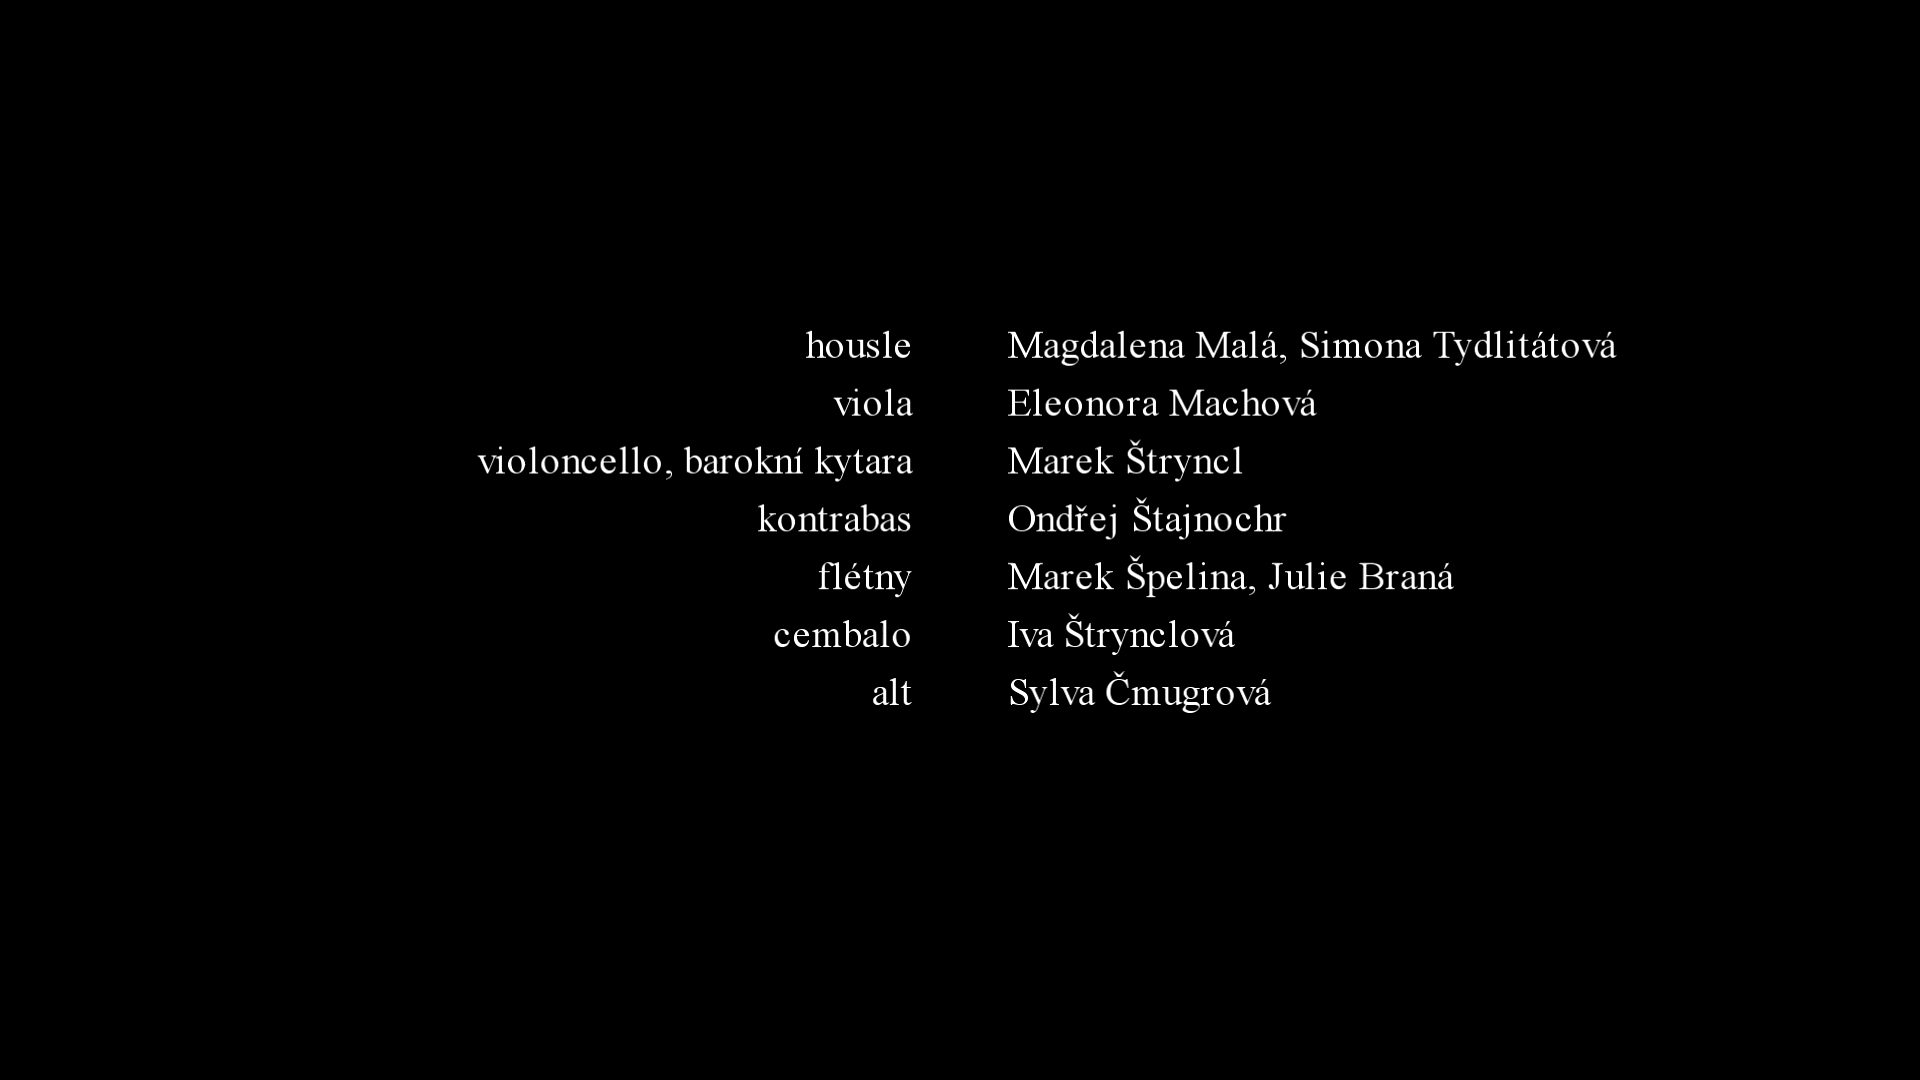 housle Magdalena Malá, Simona Tydlitátová
viola Eleonora Machová
violoncello, barokní kytara Marek Štryncl
kontrabas Ondřej Štajnochr
flétny Marek Špelina, Julie Braná
cembalo Iva Štrynclová
alt Sylva Čmugrová